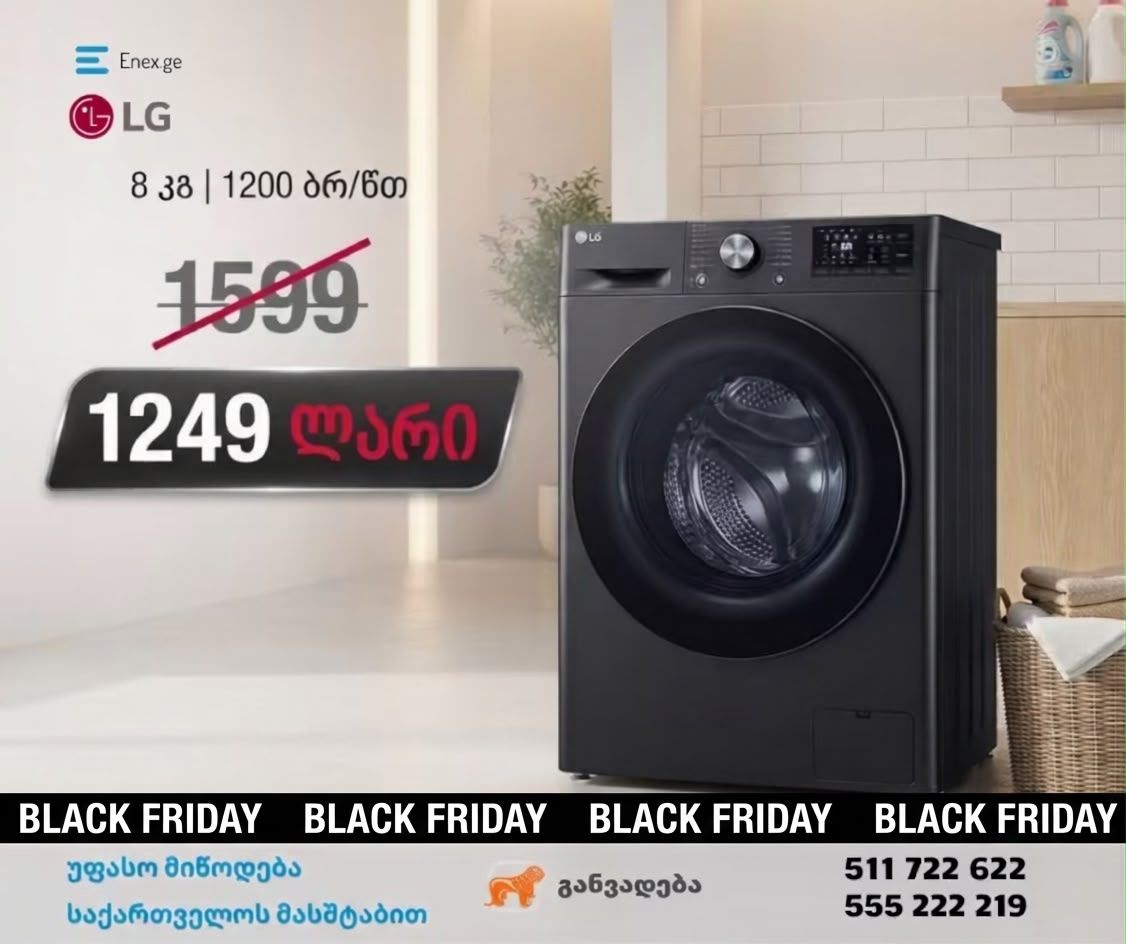 Enex.ge
LG
8 კგ | 1200 ბრ/წთ
1599
1249 ლარი
LG
BLACK FRIDAY BLACK FRIDAY BLACK FRIDAY BLACK FRIDAY
უფასო მიწოდება
საქართველოს მასშტაბით
განვადება
511 722 622
555 222 219